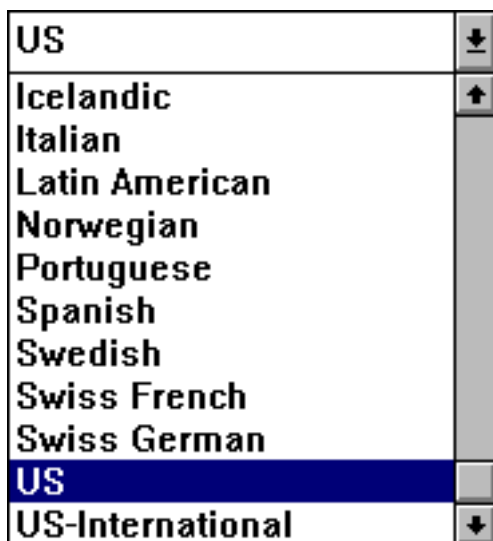 US
Icelandic
Italian
Latin American
Norwegian
Portuguese
Spanish
Swedish
Swiss French
Swiss German
US
US-International